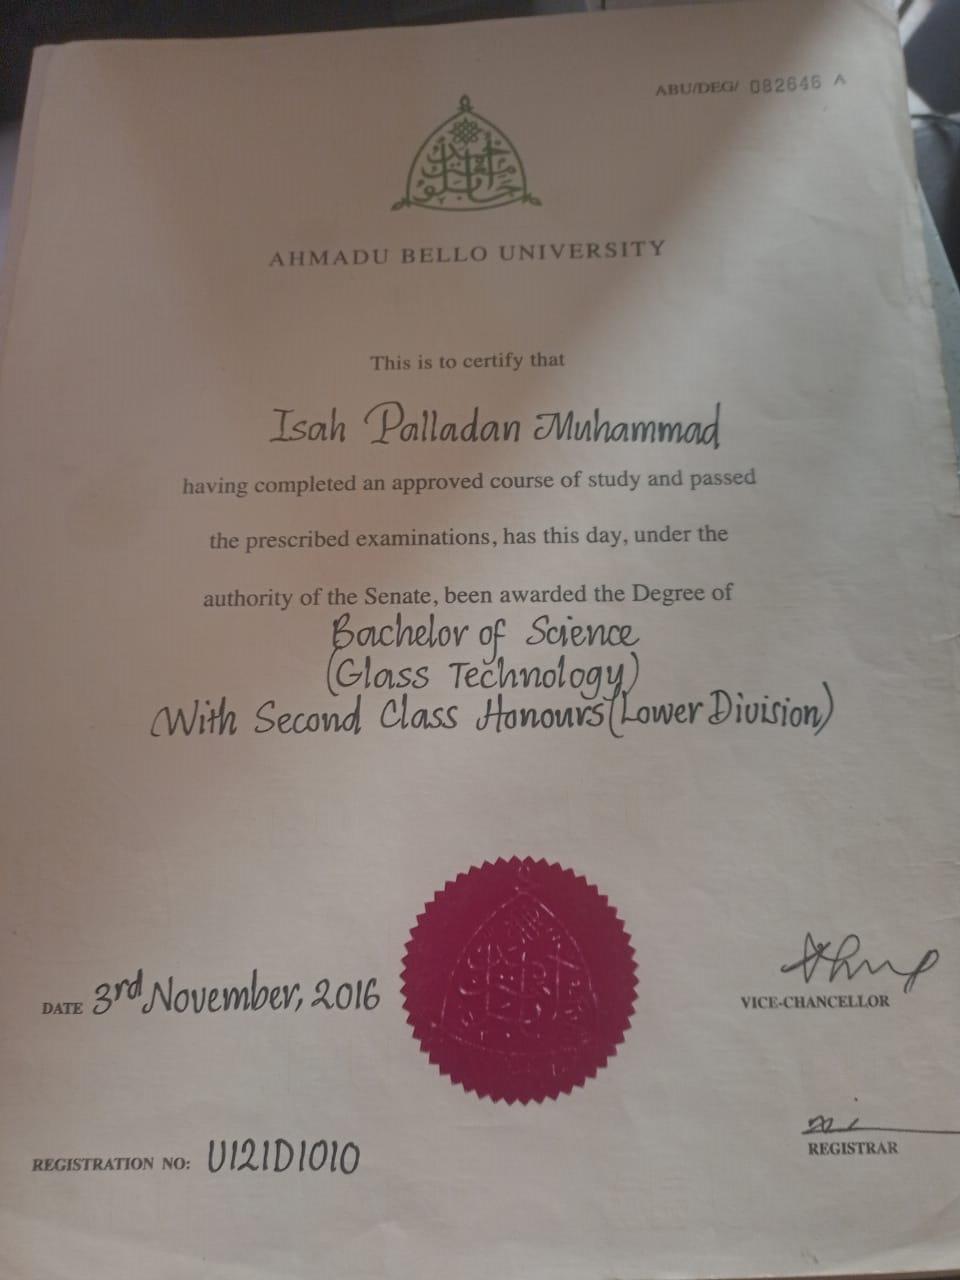 ABU/DEG/ 082646 A
AHMADU BELLO UNIVERSITY
This is to certify that
Isah Palladan Muhammad
having completed an approved course of study and passed
the prescribed examinations, has this day, under the
authority of the Senate, been awarded the Degree of
Bachelor of Science
(Glass Technology)
With Second Class Honours (Lower Division)
DATE 3rd November, 2016
VICE-CHANCELLOR
REGISTRAR
REGISTRATION NO: U121D1010